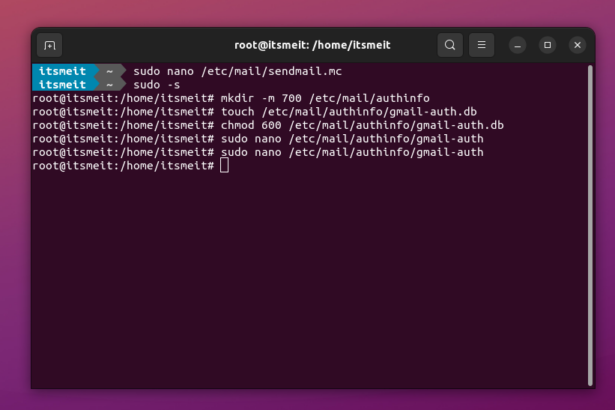 root@itsmeit: /home/itsmeit
itsmeit ~ sudo nano /etc/mail/sendmail.mc
itsmeit ~ sudo -s
root@itsmeit:/home/itsmeit# mkdir -m 700 /etc/mail/authinfo
root@itsmeit:/home/itsmeit# touch /etc/mail/authinfo/gmail-auth.db
root@itsmeit:/home/itsmeit# chmod 600 /etc/mail/authinfo/gmail-auth.db
root@itsmeit:/home/itsmeit# sudo nano /etc/mail/authinfo/gmail-auth
root@itsmeit:/home/itsmeit# sudo nano /etc/mail/authinfo/gmail-auth
root@itsmeit:/home/itsmeit#